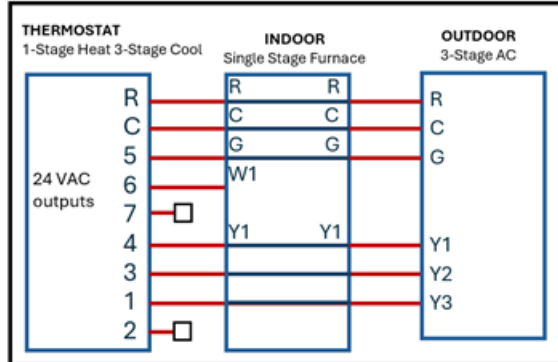 THERMOSTAT
1-Stage Heat 3-Stage Cool
INDOOR
Single Stage Furnace
OUTDOOR
3-Stage AC
24 VAC
outputs
R
C
5
6
7
4
3
1
2
R R
C C
G G
W1
Y1 Y1
R
C
G
Y1
Y2
Y3